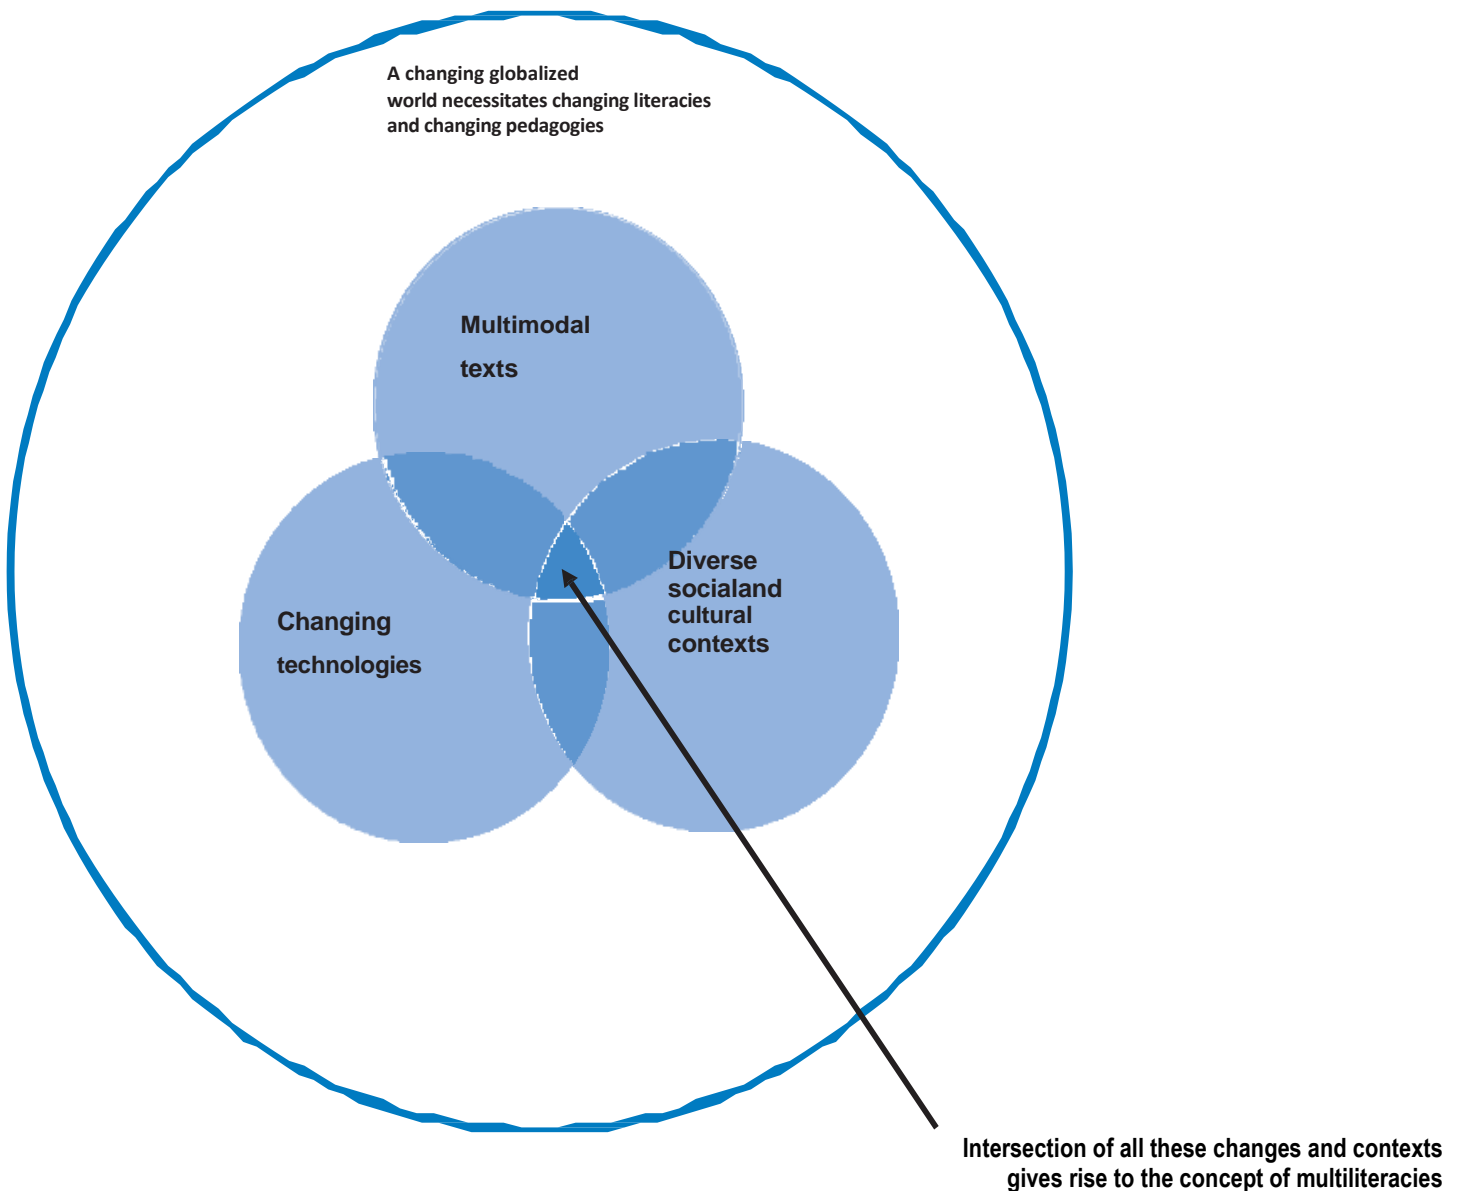 A changing globalized
world necessitates changing literacies
and changing pedagogies
Multimodal
texts
Diverse
socialand
cultural
contexts
Changing
technologies
Intersection of all these changes and contexts
gives rise to the concept of multiliteracies